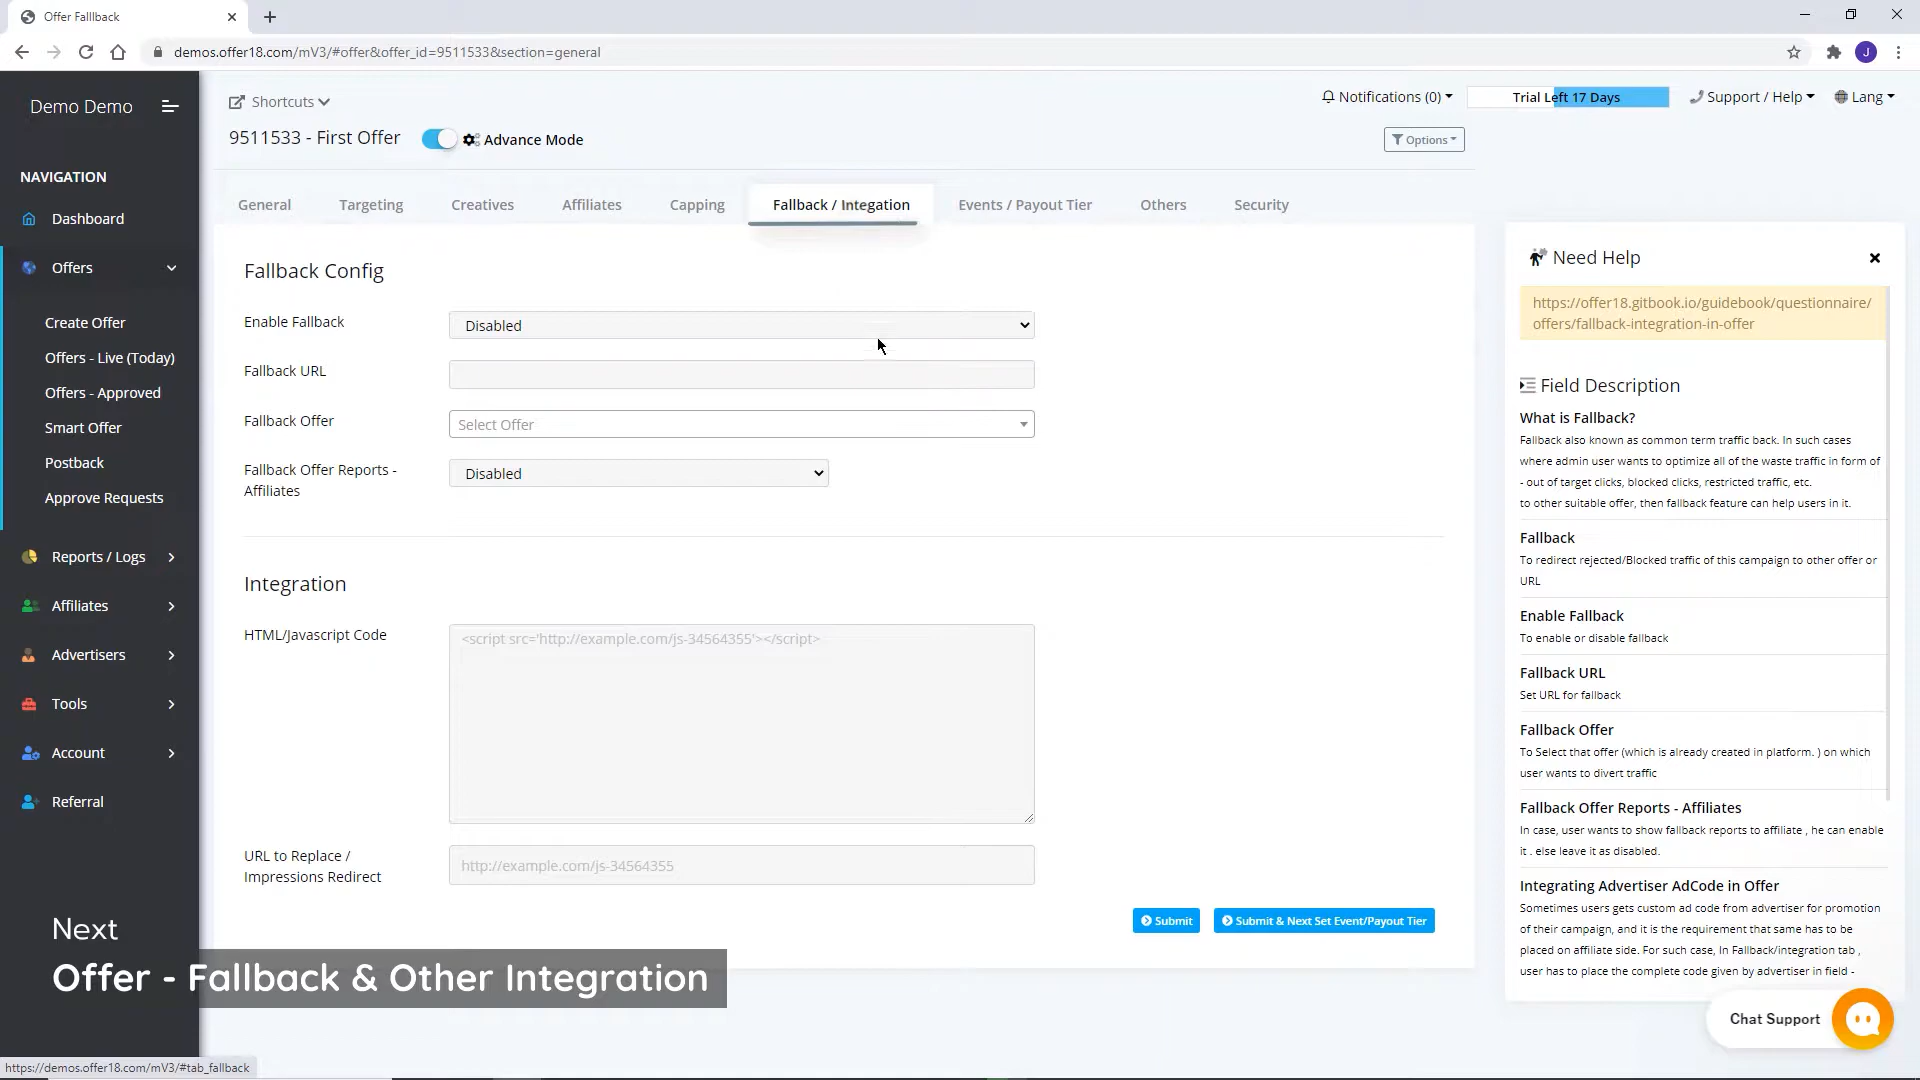 Offer Falllback
demos.offer18.com/mV3/#offer&offer_id=9511533&section=general
J
Demo Demo
Shortcuts
Notifications (0)
Trial Left 17 Days
Support / Help
Lang
9511533 - First Offer
Advance Mode
Options
NAVIGATION
Dashboard
Offers
Create Offer
Offers - Live (Today)
Offers - Approved
Smart Offer
Postback
Approve Requests
Reports / Logs
Affiliates
Advertisers
Tools
Account
Referral
General
Targeting
Creatives
Affiliates
Capping
Fallback / Integation
Events / Payout Tier
Others
Security
Fallback Config
Enable Fallback
Disabled
Fallback URL
Fallback Offer
Select Offer
Fallback Offer Reports -
Affiliates
Disabled
Integration
HTML/Javascript Code
<script src='http://example.com/js-34564355'></script>
URL to Replace /
Impressions Redirect
http://example.com/js-34564355
Submit
Submit & Next Set Event/Payout Tier
Need Help
https://offer18.gitbook.io/guidebook/questionnaire/
offers/fallback-integration-in-offer
Field Description
What is Fallback?
Fallback also known as common term traffic back. In such cases
where admin user wants to optimize all of the waste traffic in form of
- out of target clicks, blocked clicks, restricted traffic, etc.
to other suitable offer, then fallback feature can help users in it.
Fallback
To redirect rejected/Blocked traffic of this campaign to other offer or
URL
Enable Fallback
To enable or disable fallback
Fallback URL
Set URL for fallback
Fallback Offer
To Select that offer (which is already created in platform. ) on which
user wants to divert traffic
Fallback Offer Reports - Affiliates
In case, user wants to show fallback reports to affiliate , he can enable
it . else leave it as disabled.
Integrating Advertiser AdCode in Offer
Sometimes users gets custom ad code from advertiser for promotion
of their campaign, and it is the requirement that same has to be
placed on affiliate side. For such case, In Fallback/integration tab ,
user has to place the complete code given by advertiser in field -
Chat Support
Next
Offer - Fallback & Other Integration
https://demos.offer18.com/mV3/#tab_fallback